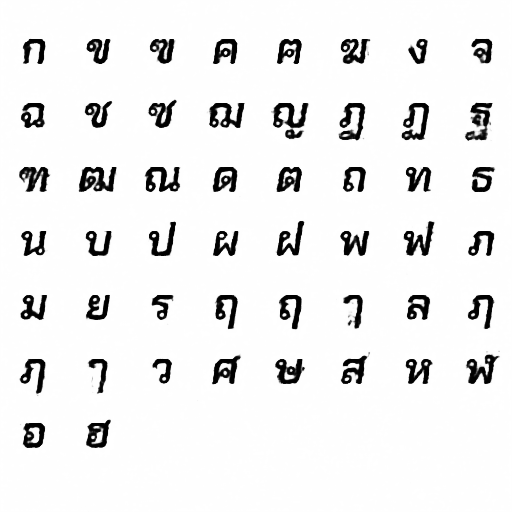 ก ข ฃ ค ฅ ฆ ง จ
ฉ ช ซ ฌ ญ ฎ ฏ ฐ
ฑ ฒ ณ ด ต ถ ท ธ
น บ ป ผ ฝ พ ฟ ภ
ม ย ร ฤ ฤ ๅ ล ฦ
ฦ ๅ ว ศ ษ ส ห ฬ
อ ฮ